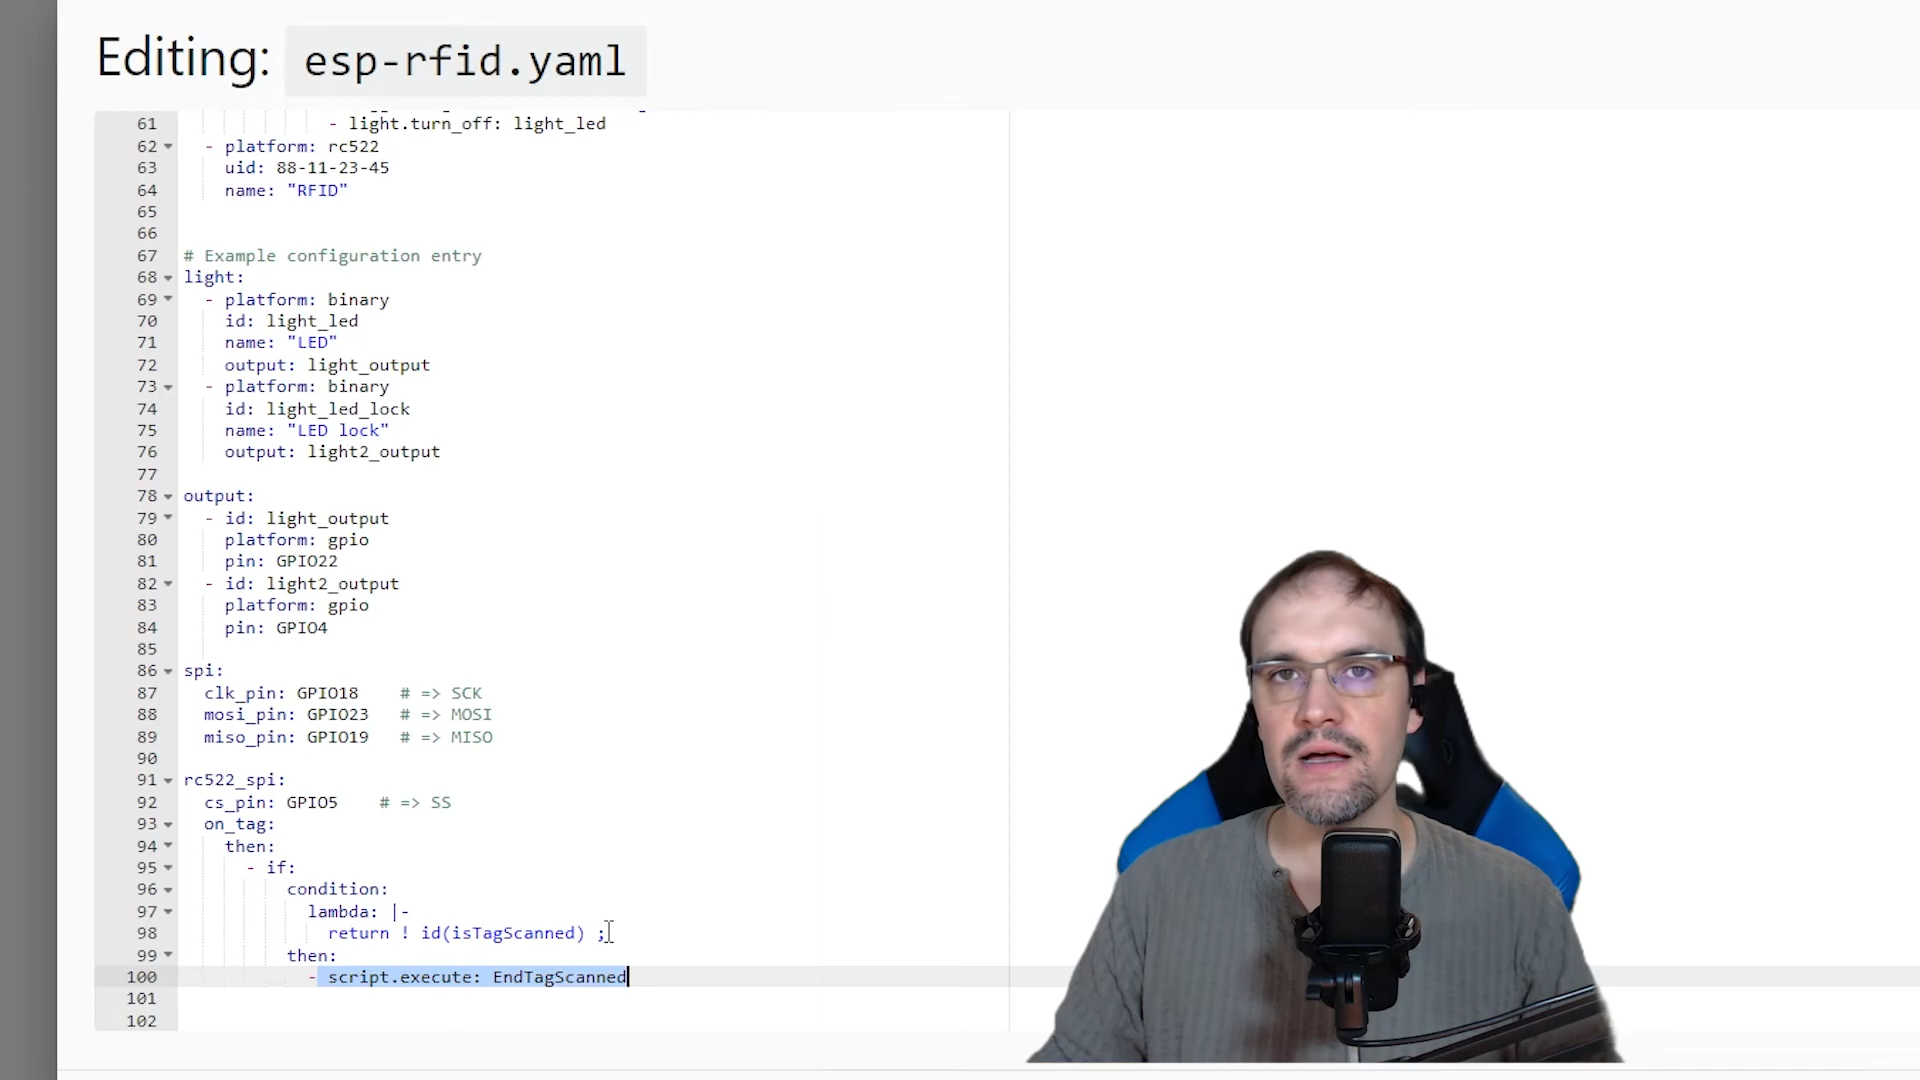 Editing: esp-rfid.yaml
61 - light.turn_off: light_led
62 - platform: rc522
63 uid: 88-11-23-45
64 name: "RFID"
65
66
67 # Example configuration entry
68 light:
69 - platform: binary
70 id: light_led
71 name: "LED"
72 output: light_output
73 - platform: binary
74 id: light_led_lock
75 name: "LED lock"
76 output: light2_output
77
78 output:
79 - id: light_output
80 platform: gpio
81 pin: GPIO22
82 - id: light2_output
83 platform: gpio
84 pin: GPIO4
85
86 spi:
87 clk_pin: GPIO18 # => SCK
88 mosi_pin: GPIO23 # => MOSI
89 miso_pin: GPIO19 # => MISO
90
91 rc522_spi:
92 cs_pin: GPIO5 # => SS
93 on_tag:
94 then:
95 - if:
96 condition:
97 lambda: |-
98 return ! id(isTagScanned) ;
99 then:
100 - script.execute: EndTagScanned
101
102